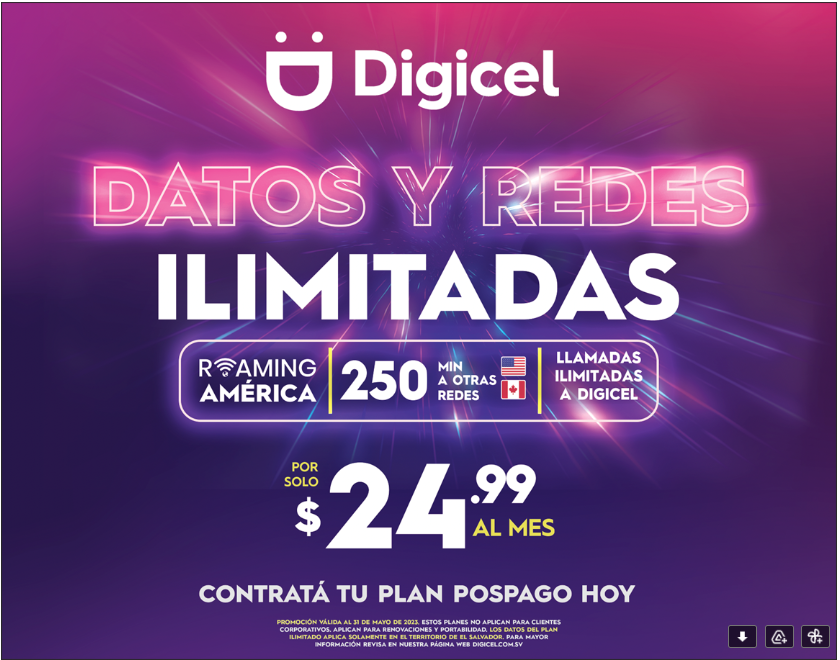 Digicel
DATOS Y REDES
ILIMITADAS
ROAMING
AMÉRICA
250
MIN
A OTRAS
REDES
LLAMADAS
ILIMITADAS
A DIGICEL
POR
SOLO
$24.99
AL MES
CONTRATÁ TU PLAN POSPAGO HOY
PROMOCIÓN VÁLIDA AL 31 DE MAYO DE 2023. ESTOS PLANES NO APLICAN PARA CLIENTES
CORPORATIVOS, APLICAN PARA RENOVACIONES Y PORTABILIDAD. LOS DATOS DEL PLAN
ILIMITADO APLICA SOLAMENTE EN EL TERRITORIO DE EL SALVADOR. PARA MAYOR
INFORMACIÓN REVISA EN NUESTRA PÁGINA WEB DIGICEL.COM.SV